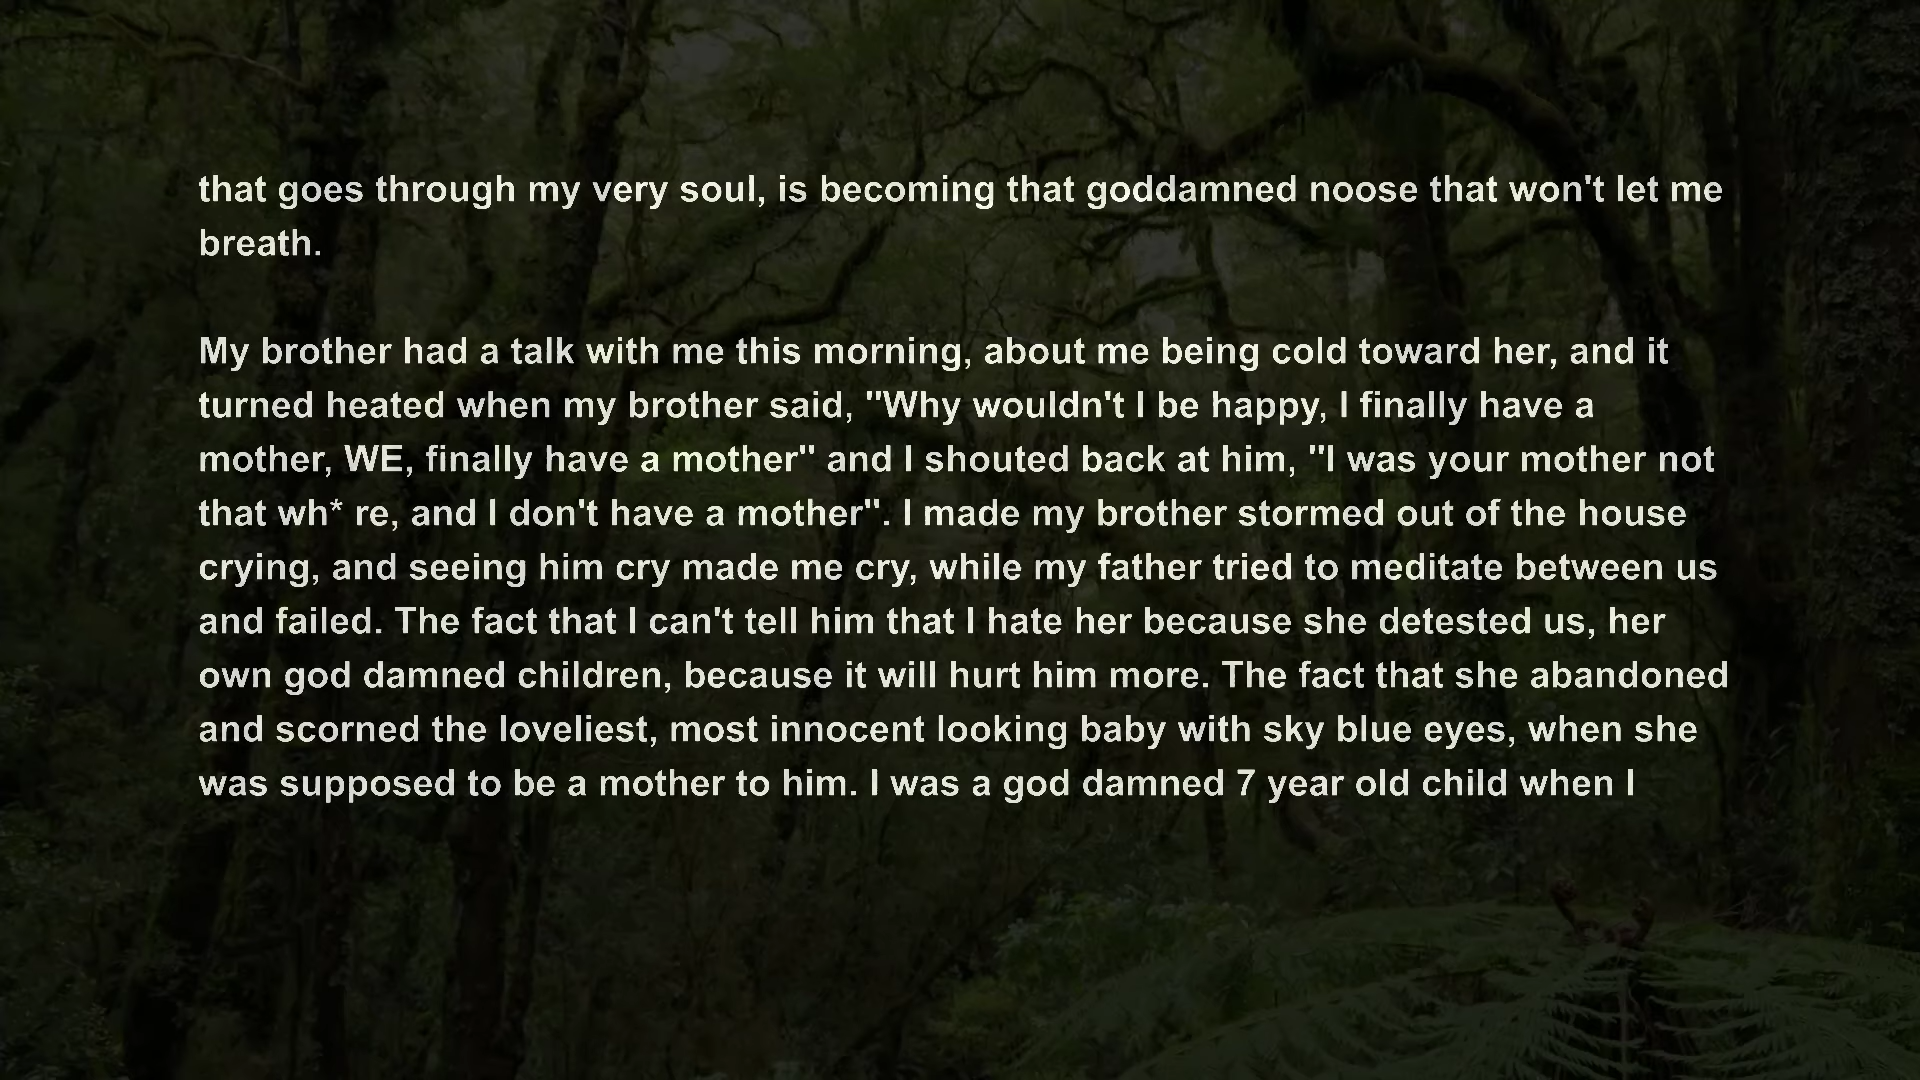 that goes through my very soul, is becoming that goddamned noose that won't let me
breath.
My brother had a talk with me this morning, about me being cold toward her, and it
turned heated when my brother said, "Why wouldn't I be happy, I finally have a
mother, WE, finally have a mother" and I shouted back at him, "I was your mother not
that wh* re, and I don't have a mother". I made my brother stormed out of the house
crying, and seeing him cry made me cry, while my father tried to meditate between us
and failed. The fact that I can't tell him that I hate her because she detested us, her
own god damned children, because it will hurt him more. The fact that she abandoned
and scorned the loveliest, most innocent looking baby with sky blue eyes, when she
was supposed to be a mother to him. I was a god damned 7 year old child when I